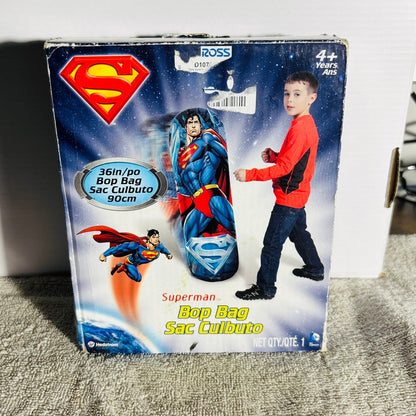 ROSS
D107
4+
Years
Ans
S
36in/po
Bop Bag
Sac Culbuto
90cm
Superman
Bop Bag
Sac Culbuto
Hedstrom
NET QTY./QTÉ. 1